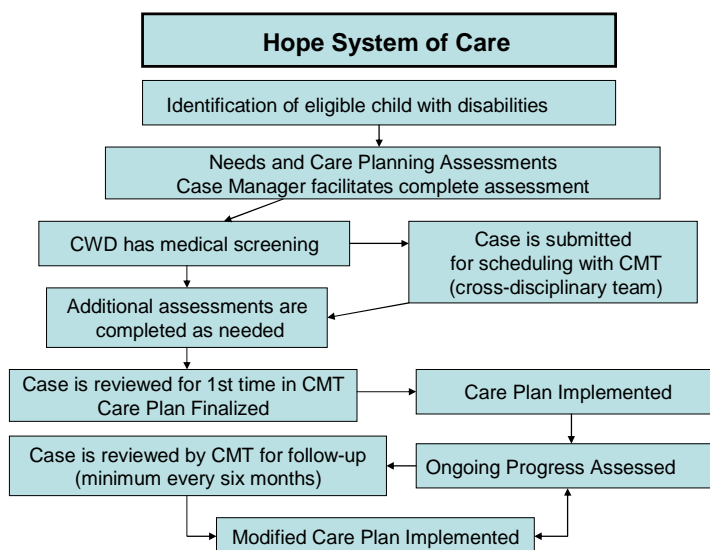 Hope System of Care
Identification of eligible child with disabilities
Needs and Care Planning Assessments
Case Manager facilitates complete assessment
CWD has medical screening
Case is submitted
for scheduling with CMT
(cross-disciplinary team)
Additional assessments are
completed as needed
Case is reviewed for 1st time in CMT
Care Plan Finalized
Care Plan Implemented
Case is reviewed by CMT for follow-up
(minimum every six months)
Ongoing Progress Assessed
Modified Care Plan Implemented